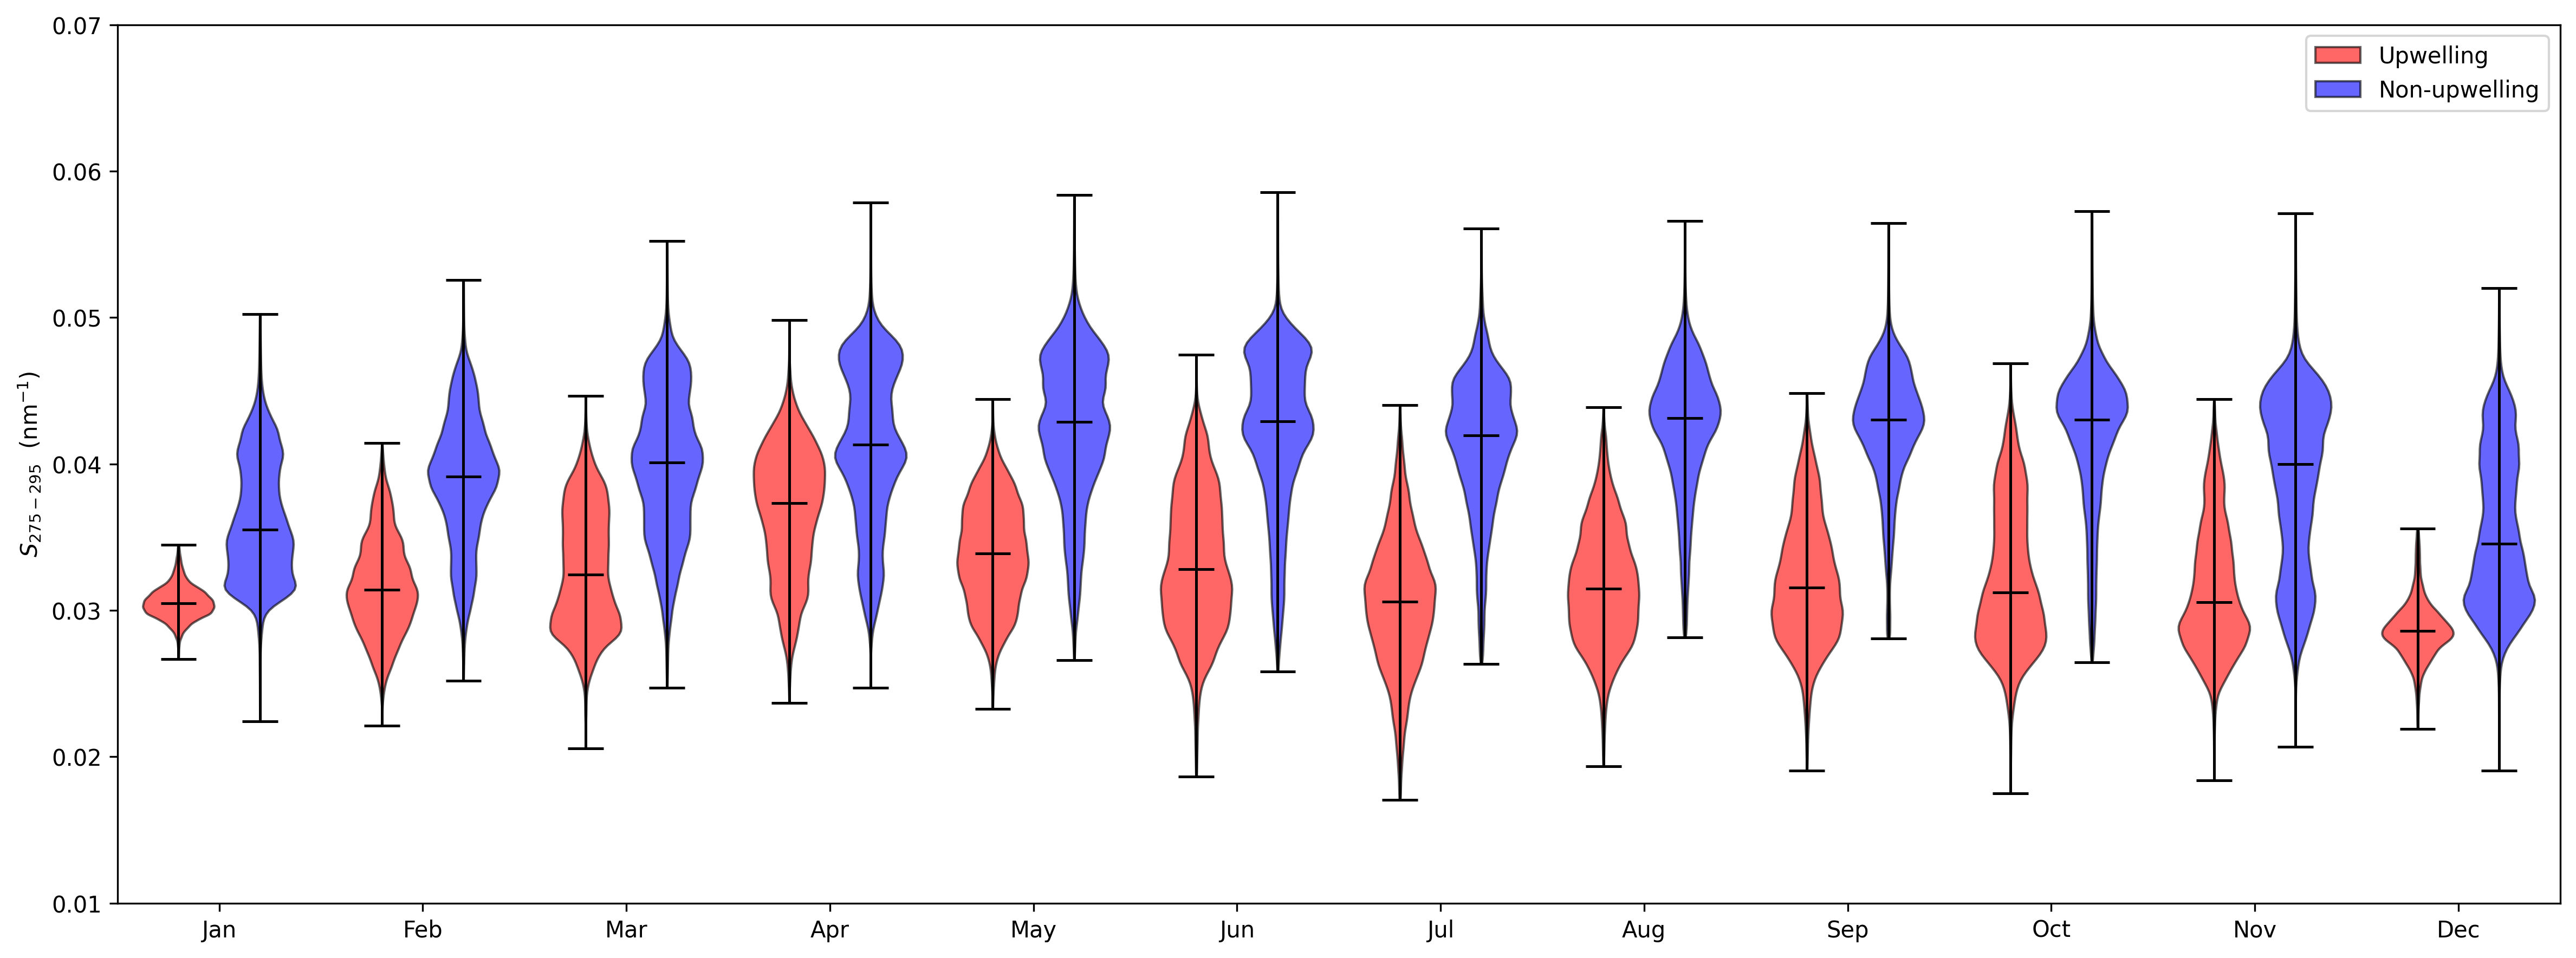 0.07
0.06
0.05
0.04
0.03
0.02
0.01
S275−295 (nm−1)
Upwelling
Non-upwelling
Jan Feb Mar Apr May Jun Jul Aug Sep Oct Nov Dec